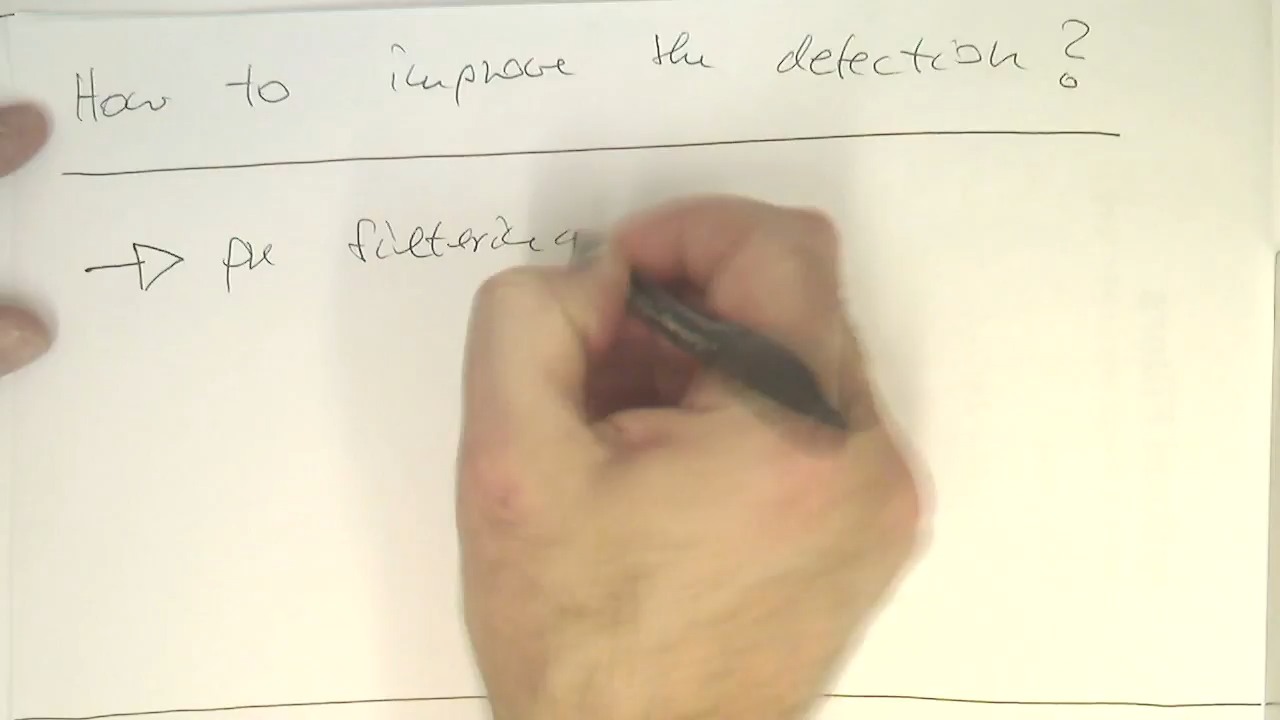 How to improve the detection?
→ pre filtering